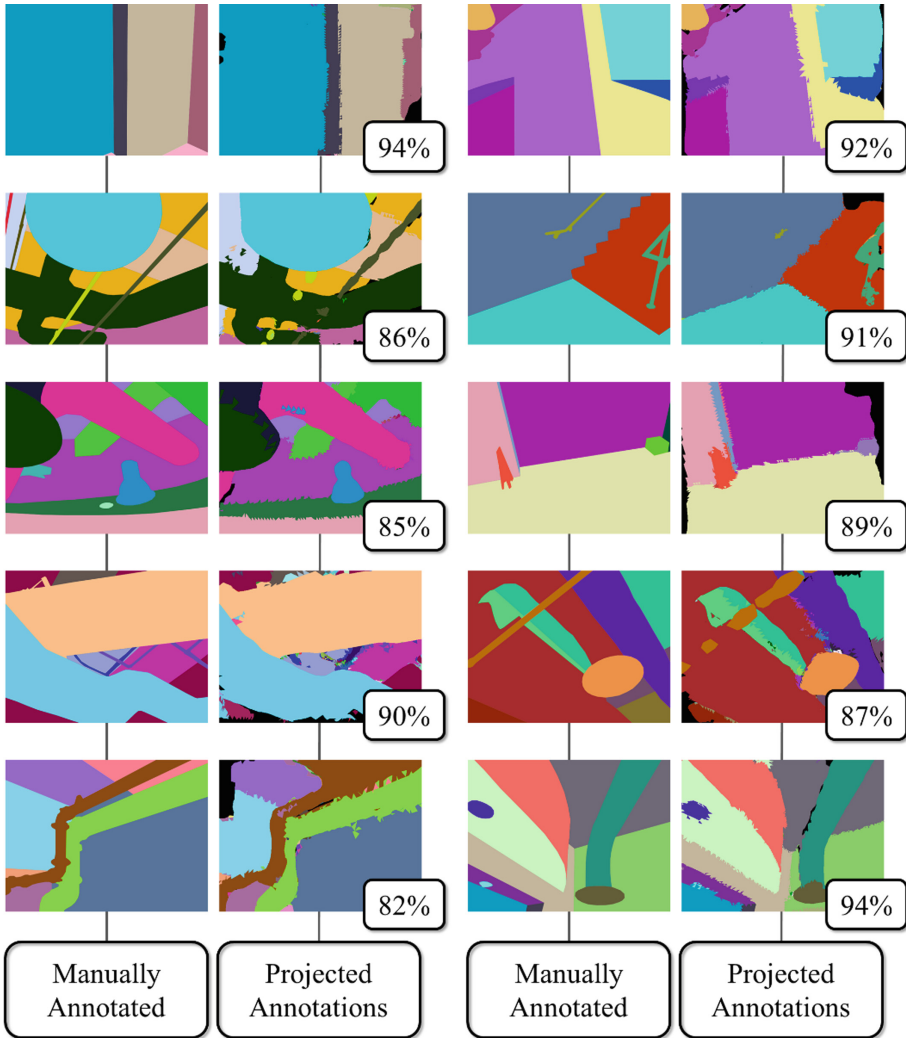 94%
92%
86%
91%
85%
89%
90%
87%
82%
94%
Manually
Annotated
Projected
Annotations
Manually
Annotated
Projected
Annotations